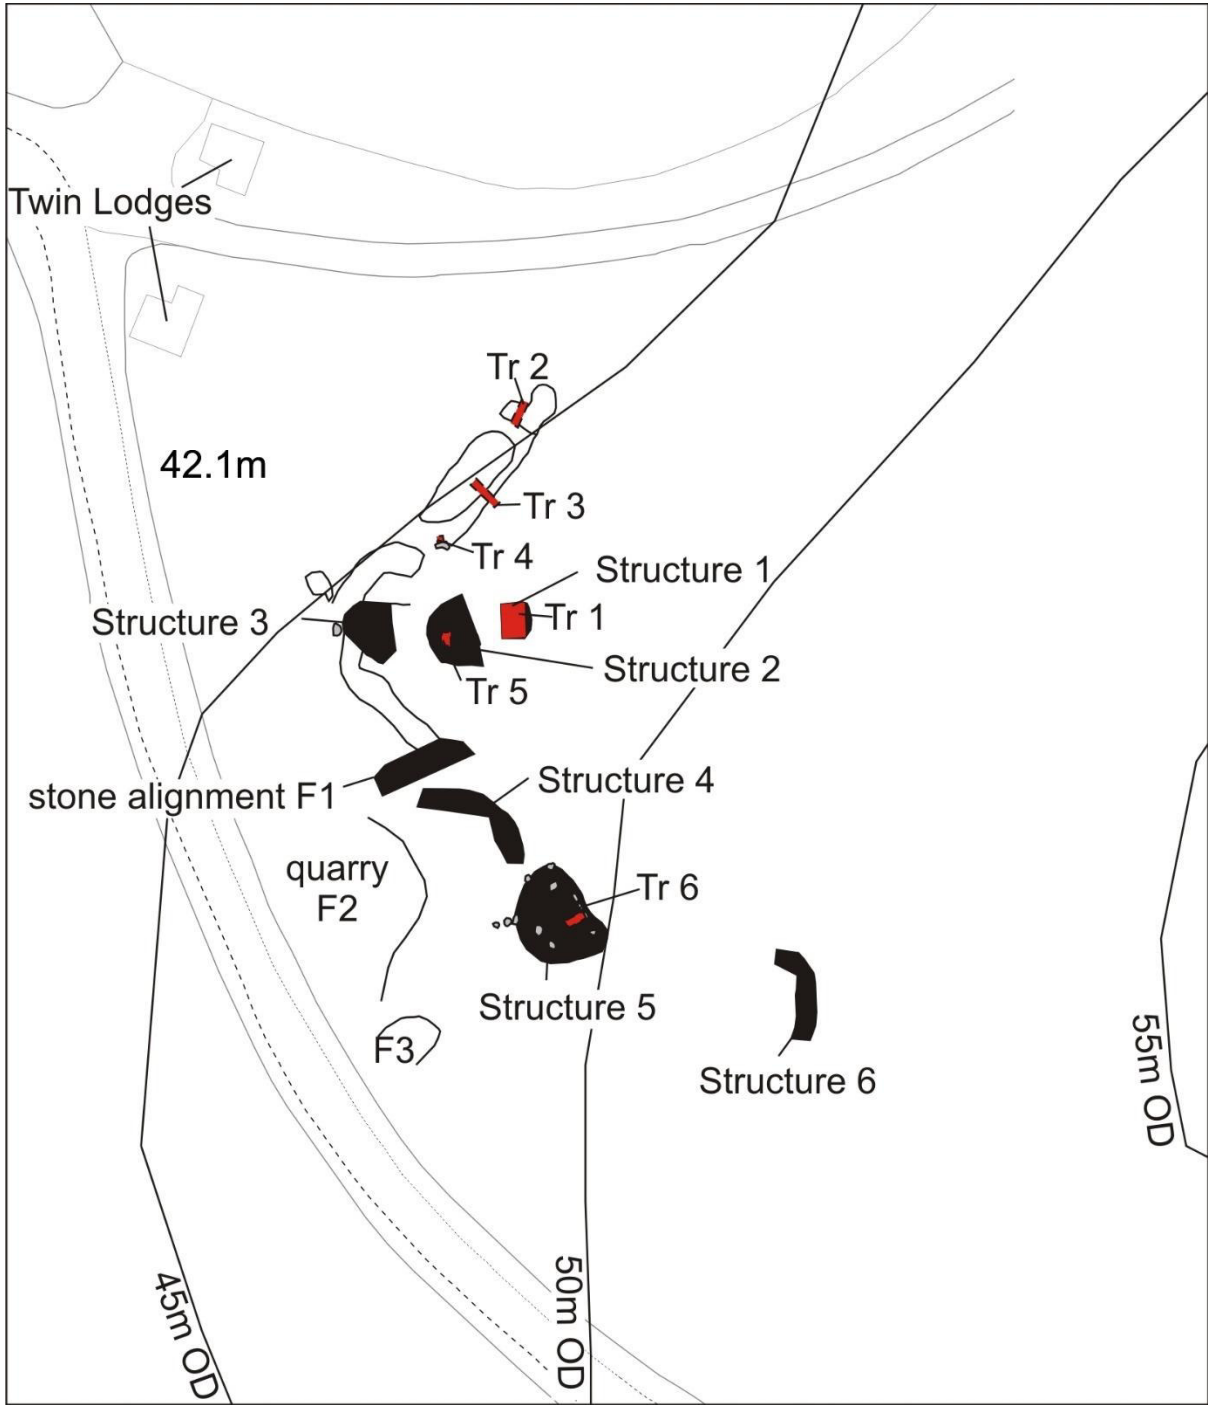 Twin Lodges
Tr 2
42.1m
Tr 3
Tr 4
Structure 1
Structure 3
Tr 1
Structure 2
Tr 5
Structure 4
stone alignment F1
quarry
F2
Tr 6
Structure 5
F3
Structure 6
55m OD
45m OD
50m OD